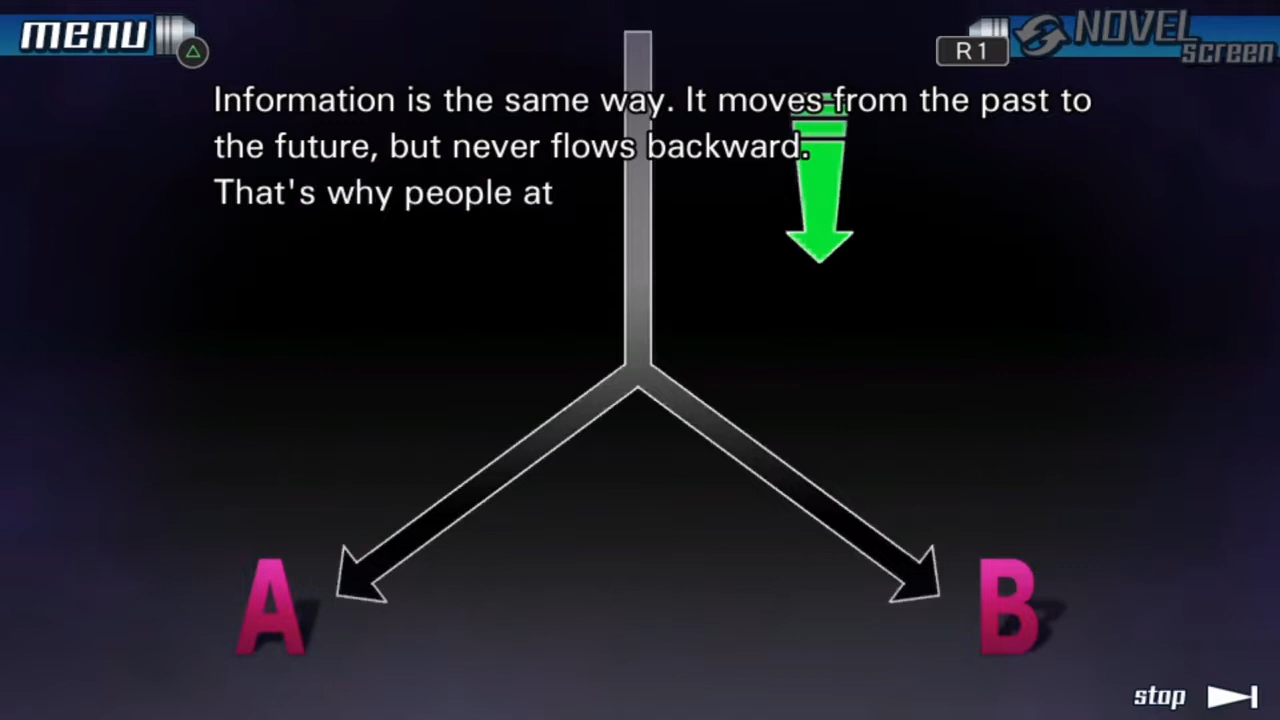 menu
R1
NOVEL
screen
Information is the same way. It moves from the past to
the future, but never flows backward.
That's why people at
A
B
stop